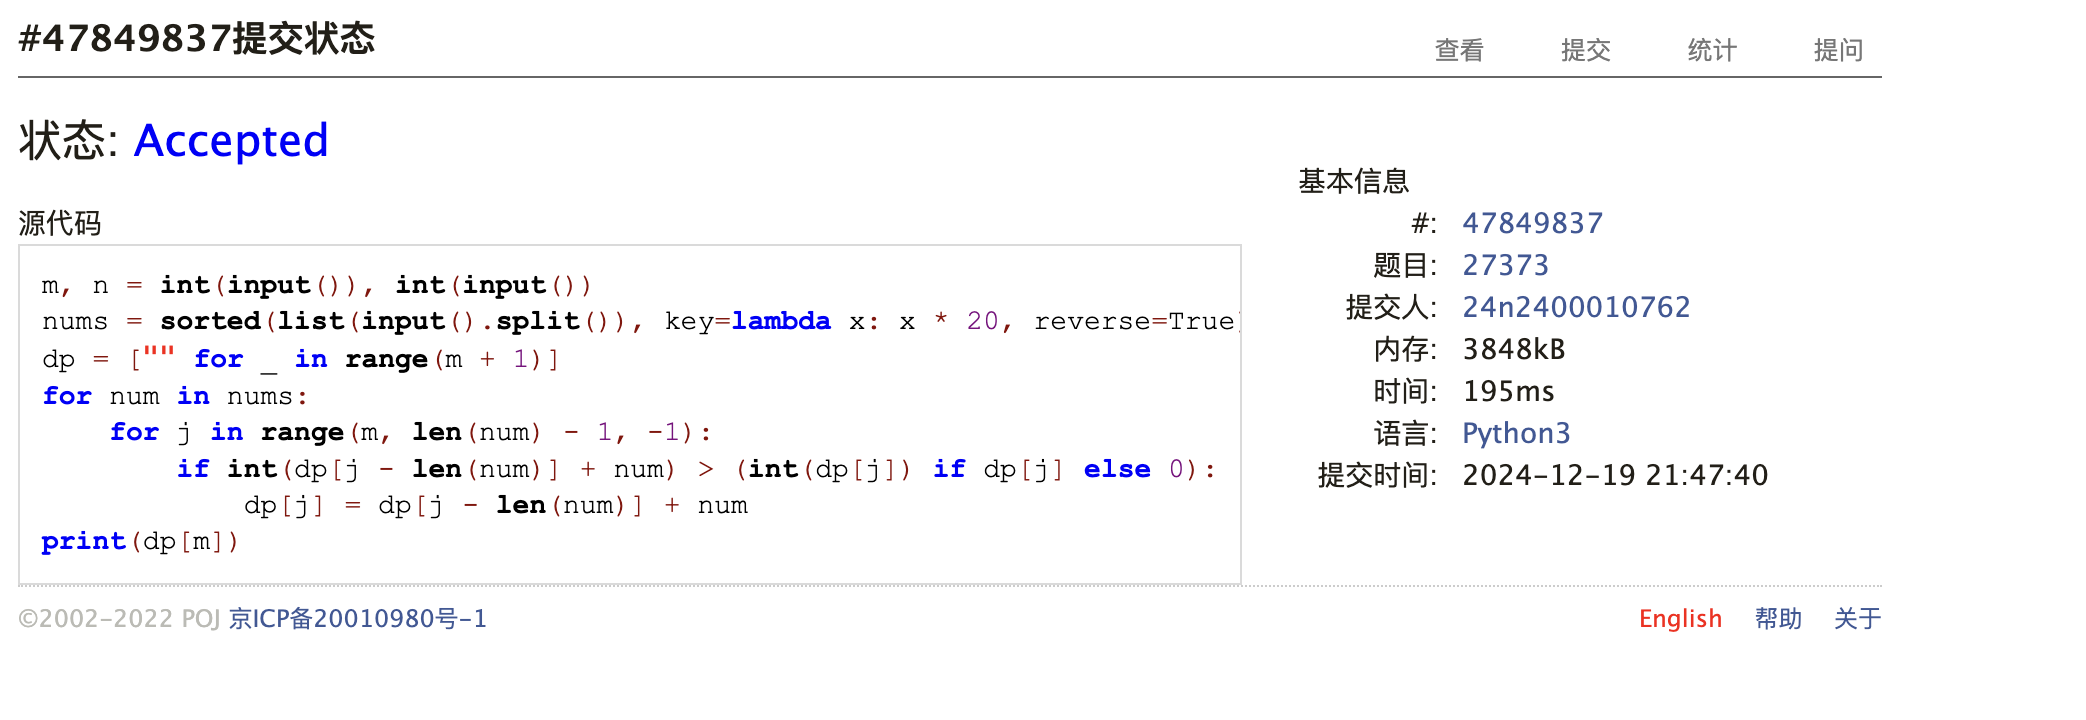 #47849837提交状态
查看 提交 统计 提问
状态: Accepted
源代码
m, n = int(input()), int(input())
nums = sorted(list(input().split()), key=lambda x: x * 20, reverse=True)
dp = ["" for _ in range(m + 1)]
for num in nums:
    for j in range(m, len(num) - 1, -1):
        if int(dp[j - len(num)] + num) > (int(dp[j]) if dp[j] else 0):
            dp[j] = dp[j - len(num)] + num
print(dp[m])
基本信息
#: 47849837
题目: 27373
提交人: 24n2400010762
内存: 3848kB
时间: 195ms
语言: Python3
提交时间: 2024-12-19 21:47:40
©2002-2022 POJ 京ICP备20010980号-1
English 帮助 关于